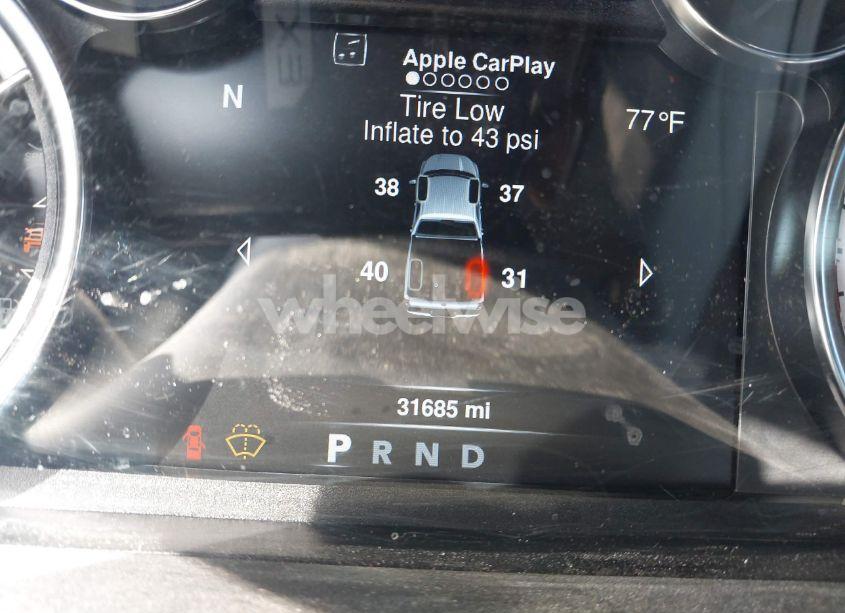 Apple CarPlay
N
Tire Low
77°F
Inflate to 43 psi
38 37
40 31
wheelwise
31685 mi
P R N D